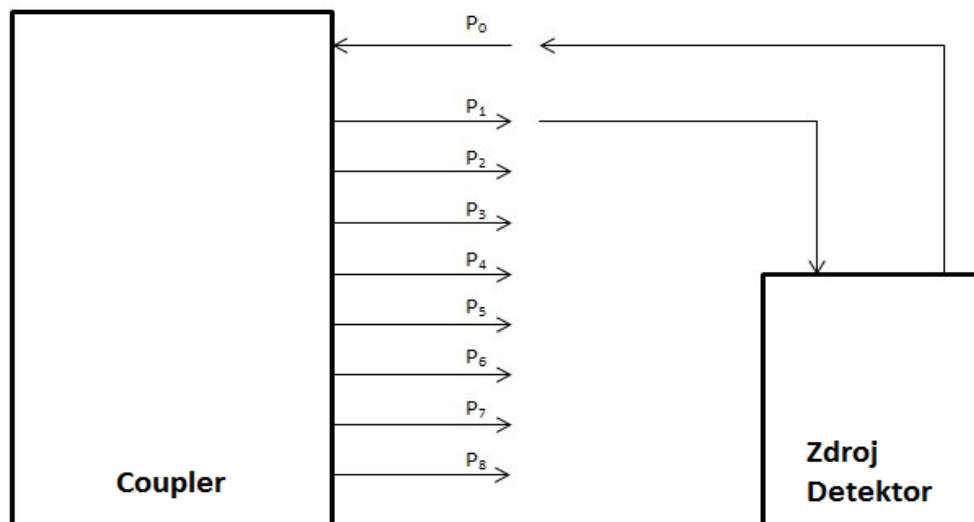 P₀
P₁
P₂
P₃
P₄
P₅
P₆
P₇
P₈
Coupler
Zdroj
Detektor